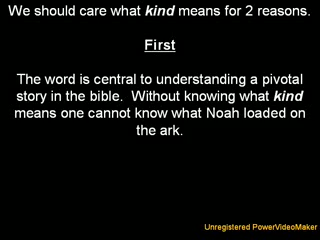 We should care what kind means for 2 reasons.
First
The word is central to understanding a pivotal
story in the bible.  Without knowing what kind
means one cannot know what Noah loaded on
the ark.
Unregistered PowerVideoMaker